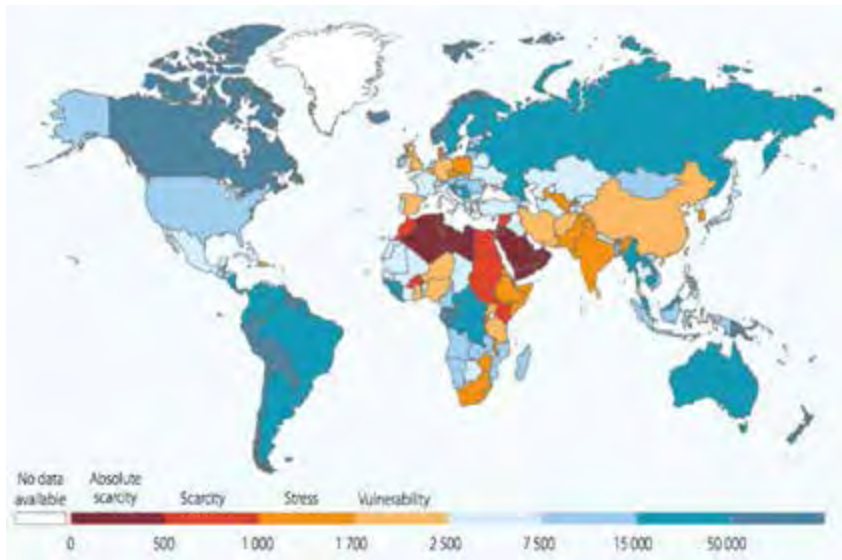 No data available
Absolute scarcity
Scarcity
Stress
Vulnerability
0
500
1 000
1 700
2 500
7 500
15 000
50 000